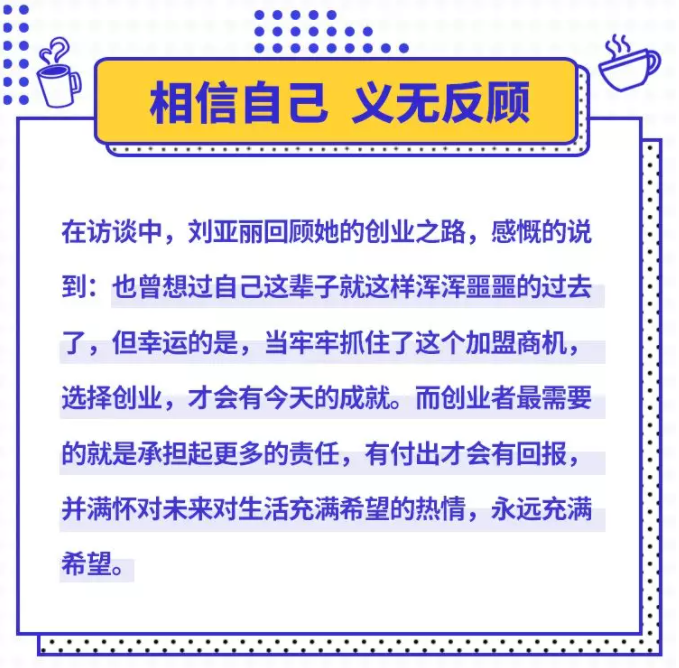 相信自己 义无反顾
在访谈中，刘亚丽回顾她的创业之路，感慨的说
到：也曾想过自己这辈子就这样浑浑噩噩的过去
了，但幸运的是，当牢牢抓住了这个加盟商机，
选择创业，才会有今天的成就。而创业者最需要
的就是承担起更多的责任，有付出才会有回报，
并满怀对未来对生活充满希望的热情，永远充满
希望。